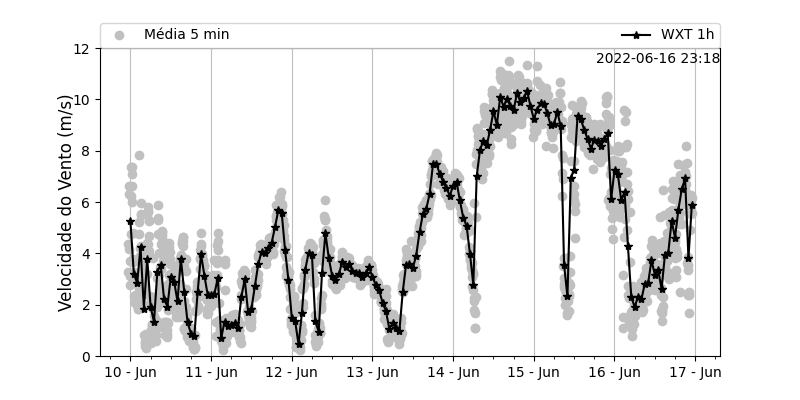 Média 5 min
WXT 1h
2022-06-16 23:18
Velocidade do Vento (m/s)
12
10
8
6
4
2
0
10 - Jun 11 - Jun 12 - Jun 13 - Jun 14 - Jun 15 - Jun 16 - Jun 17 - Jun